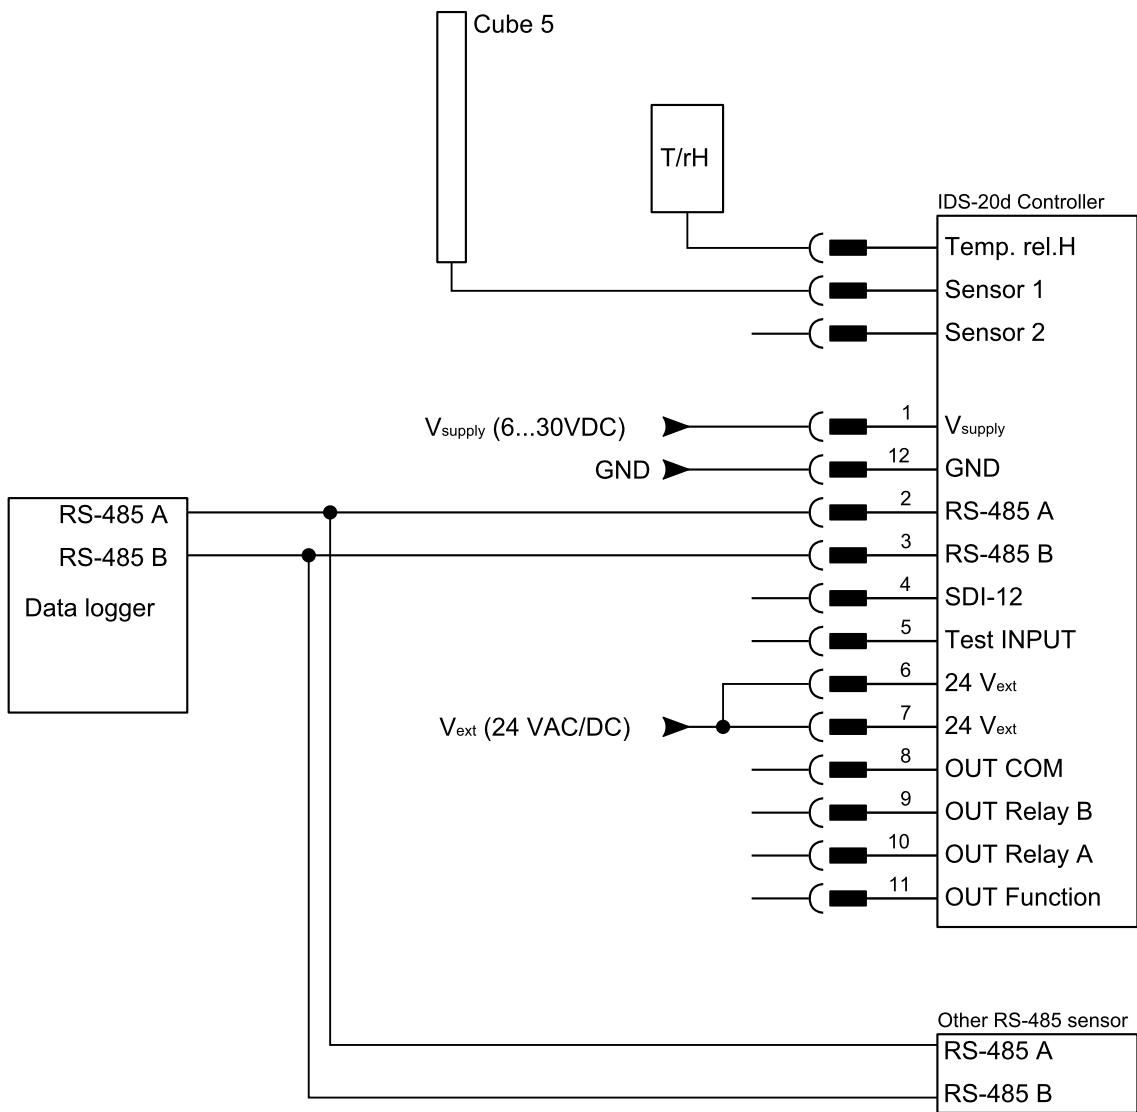 Cube 5
T/rH
IDS-20d Controller
Temp. rel.H
Sensor 1
Sensor 2
Vsupply (6...30VDC)
1
Vsupply
GND
12
GND
RS-485 A
2
RS-485 A
RS-485 B
3
RS-485 B
Data logger
4
SDI-12
5
Test INPUT
6
24 Vext
Vext (24 VAC/DC)
7
24 Vext
8
OUT COM
9
OUT Relay B
10
OUT Relay A
11
OUT Function
Other RS-485 sensor
RS-485 A
RS-485 B